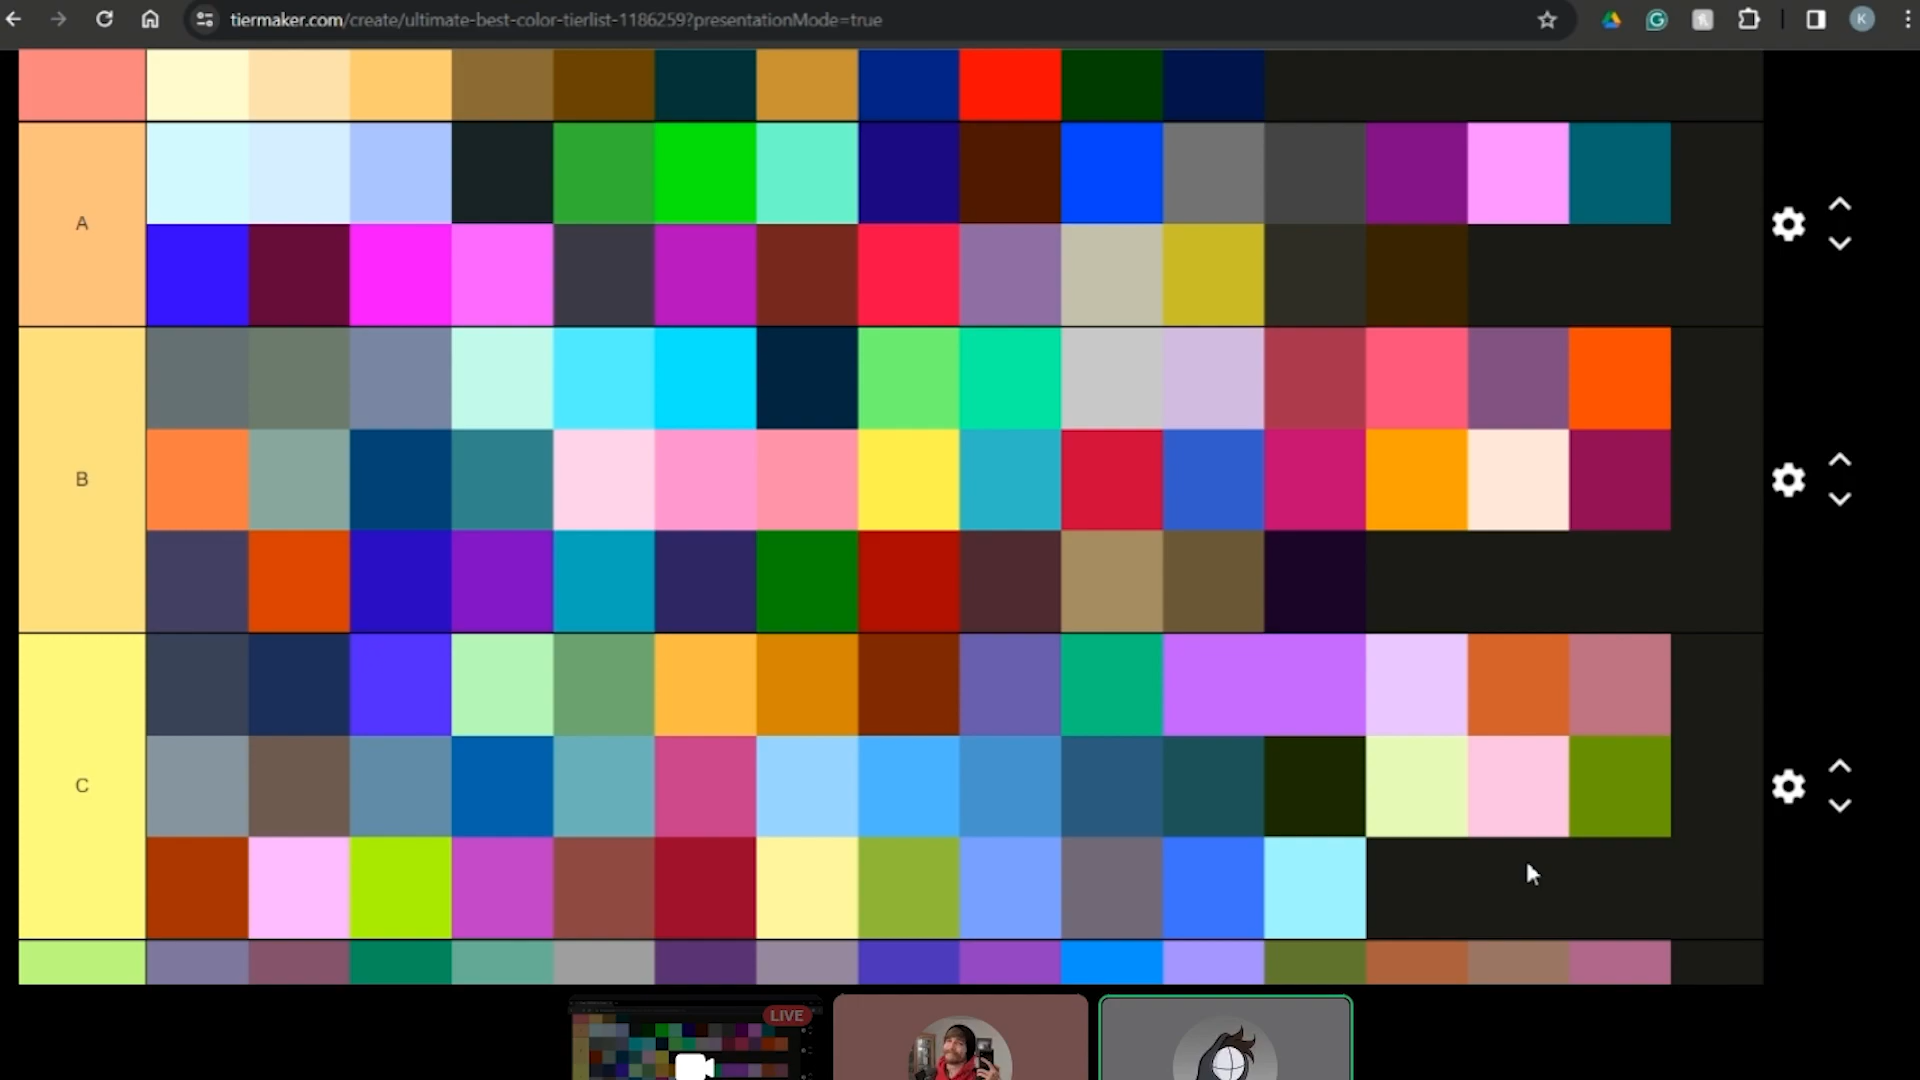 tiermaker.com/create/ultimate-best-color-tierlist-1186259?presentationMode=true
K
A
B
C
LIVE